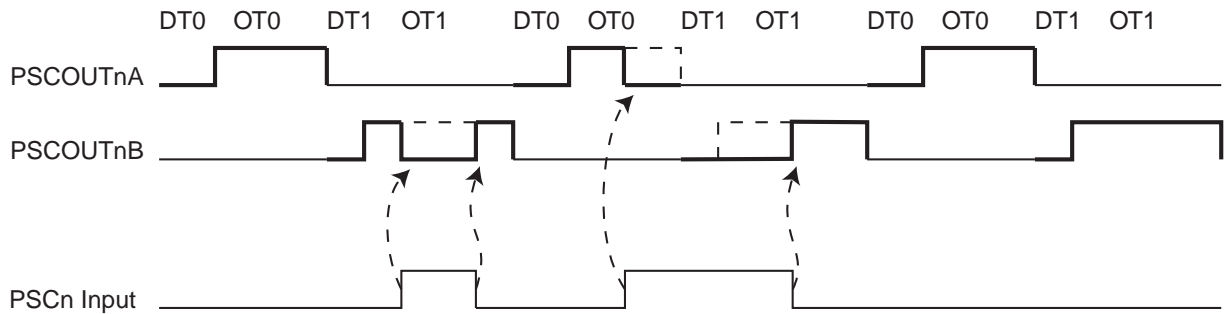 DT0 OT0 DT1 OT1 DT0 OT0 DT1 OT1 DT0 OT0 DT1 OT1
PSCOUTnA
PSCOUTnB
PSCn Input